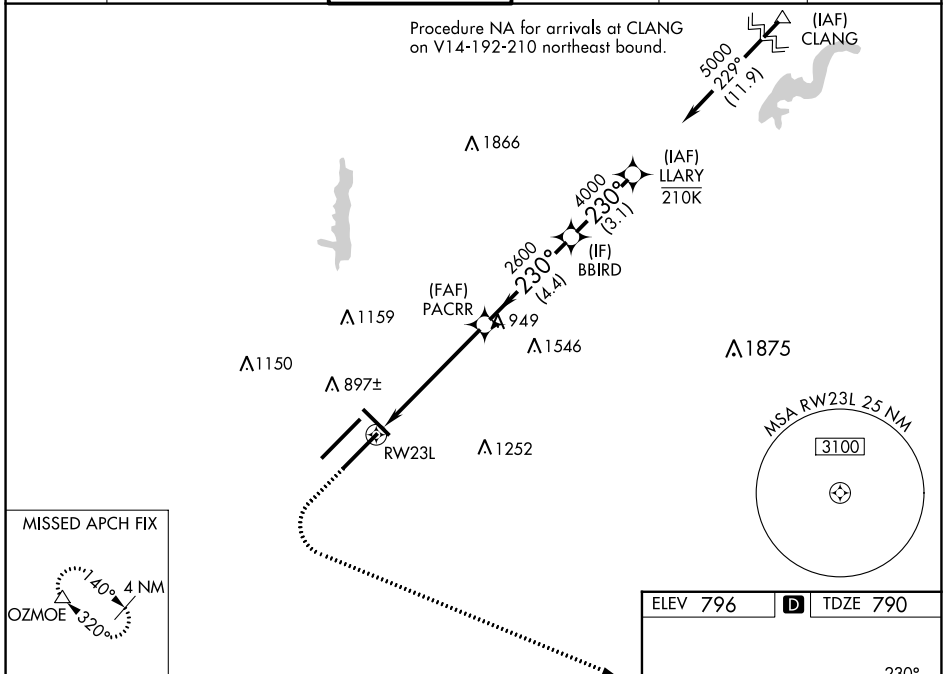 Procedure NA for arrivals at CLANG
on V14-192-210 northeast bound.
(IAF)
CLANG
5000
229°
(11.9)
1866
(IAF)
LLARY
210K
4000
230°
(3.1)
(IF)
BBIRD
2600
230°
(4.4)
(FAF)
PACRR
949
1159
1546
1875
1150
897±
MSA RW23L 25 NM
3100
RW23L
1252
MISSED APCH FIX
140°
4 NM
OZMOE
320°
ELEV 796 D TDZE 790
230°